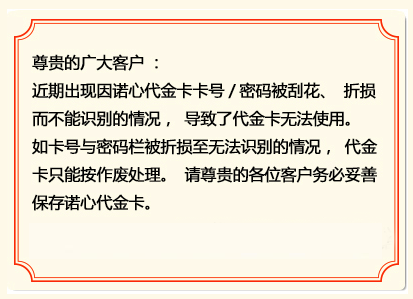 尊贵的广大客户 ：
近期出现因诺心代金卡卡号 / 密码被刮花、 折损
而不能识别的情况， 导致了代金卡无法使用。
如卡号与密码栏被折损至无法识别的情况， 代金
卡只能按作废处理。 请尊贵的各位客户务必妥善
保存诺心代金卡。